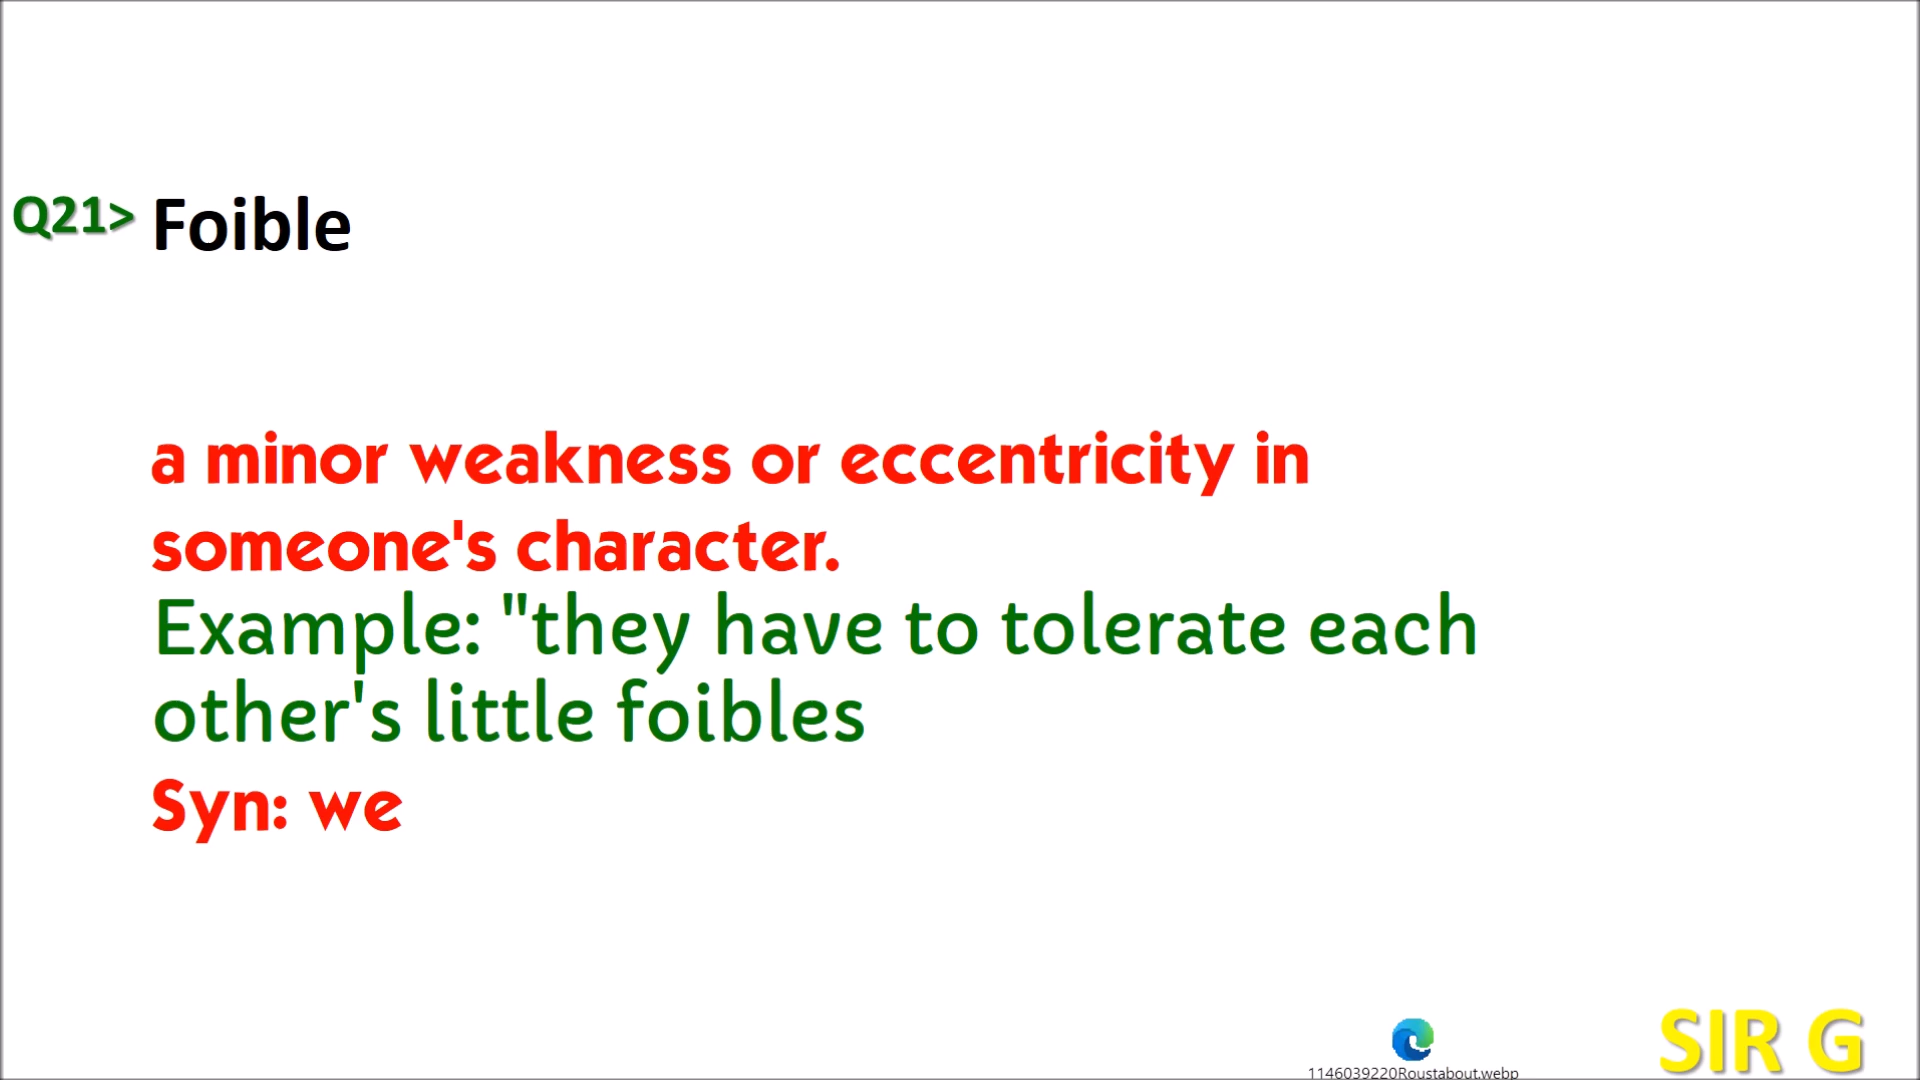 Q21> Foible
a minor weakness or eccentricity in
someone's character.
Example: "they have to tolerate each
other's little foibles
Syn: we
1146039220Roustabout.webp
SIR G